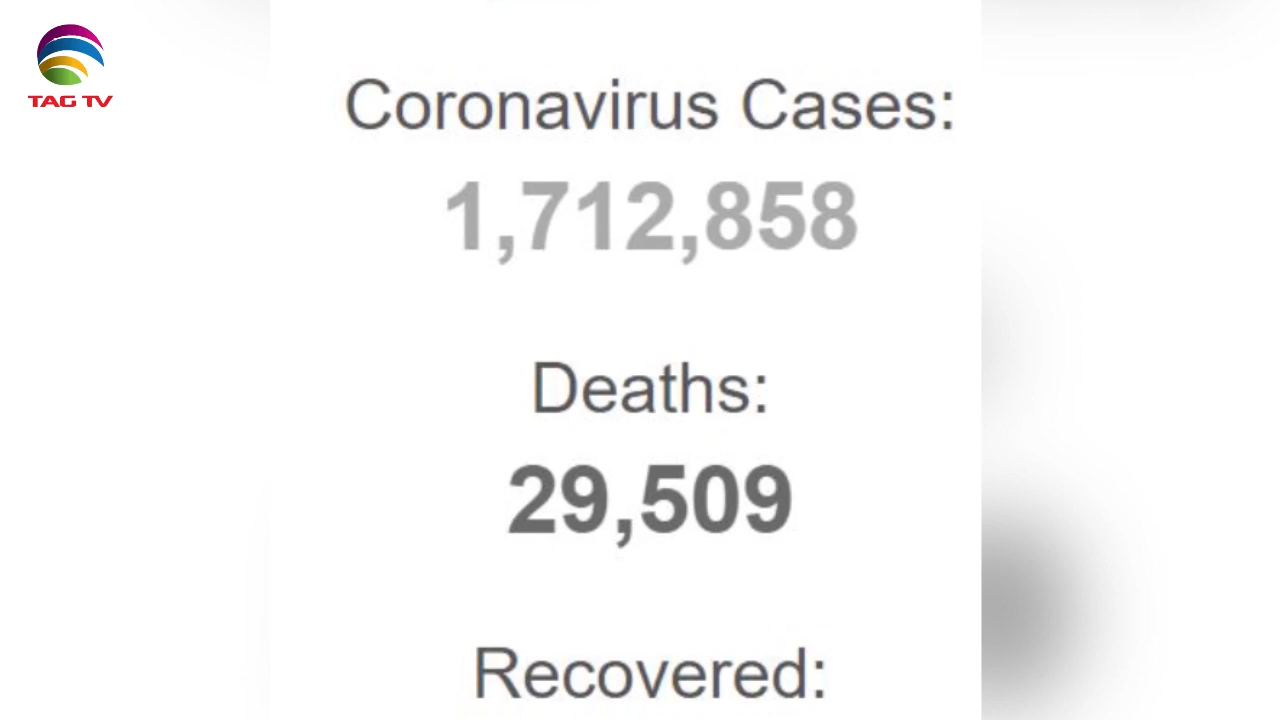 TAG TV
Coronavirus Cases:
1,712,858
Deaths:
29,509
Recovered: